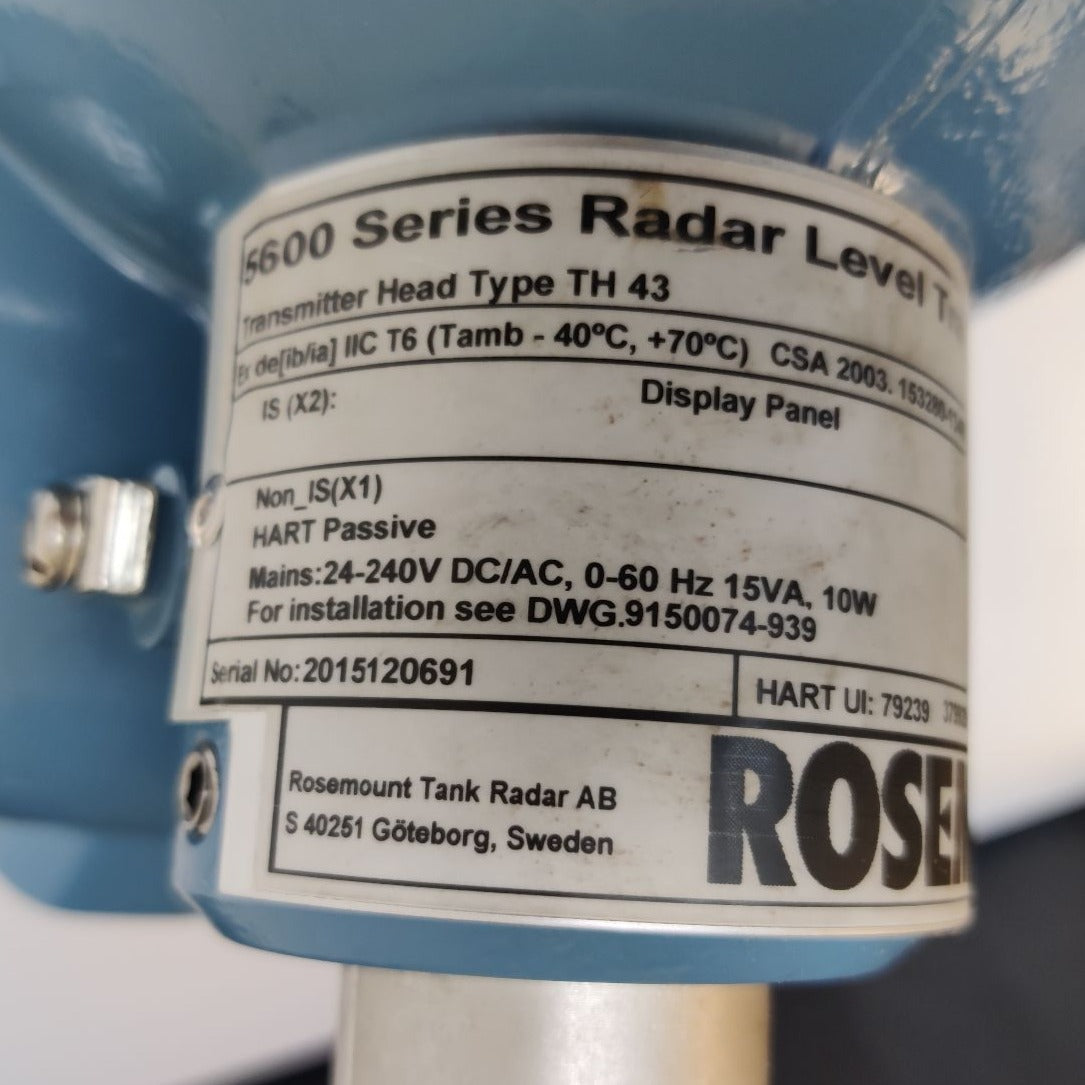 5600 Series Radar Level
Transmitter Head Type TH 43
Ex de[ib/ia] IIC T6 (Tamb - 40ºC, +70ºC) CSA 2003.
IS (X2): Display Panel
Non_IS(X1)
HART Passive
Mains:24-240V DC/AC, 0-60 Hz 15VA, 10W
For installation see DWG.9150074-939
Serial No:2015120691
HART UI: 79239
Rosemount Tank Radar AB
S 40251 Göteborg, Sweden